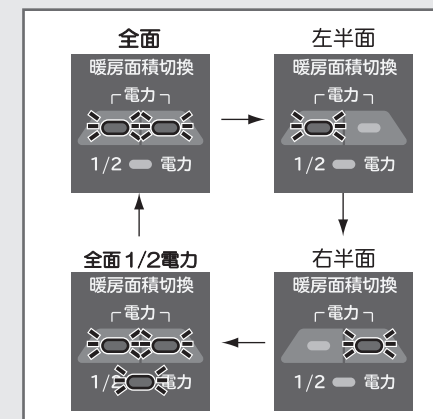 全面
暖房面積切換
電力
1/2 電力
左半面
暖房面積切換
電力
1/2 電力
右半面
暖房面積切換
電力
1/2 電力
全面1/2電力
暖房面積切換
電力
1/ 電力